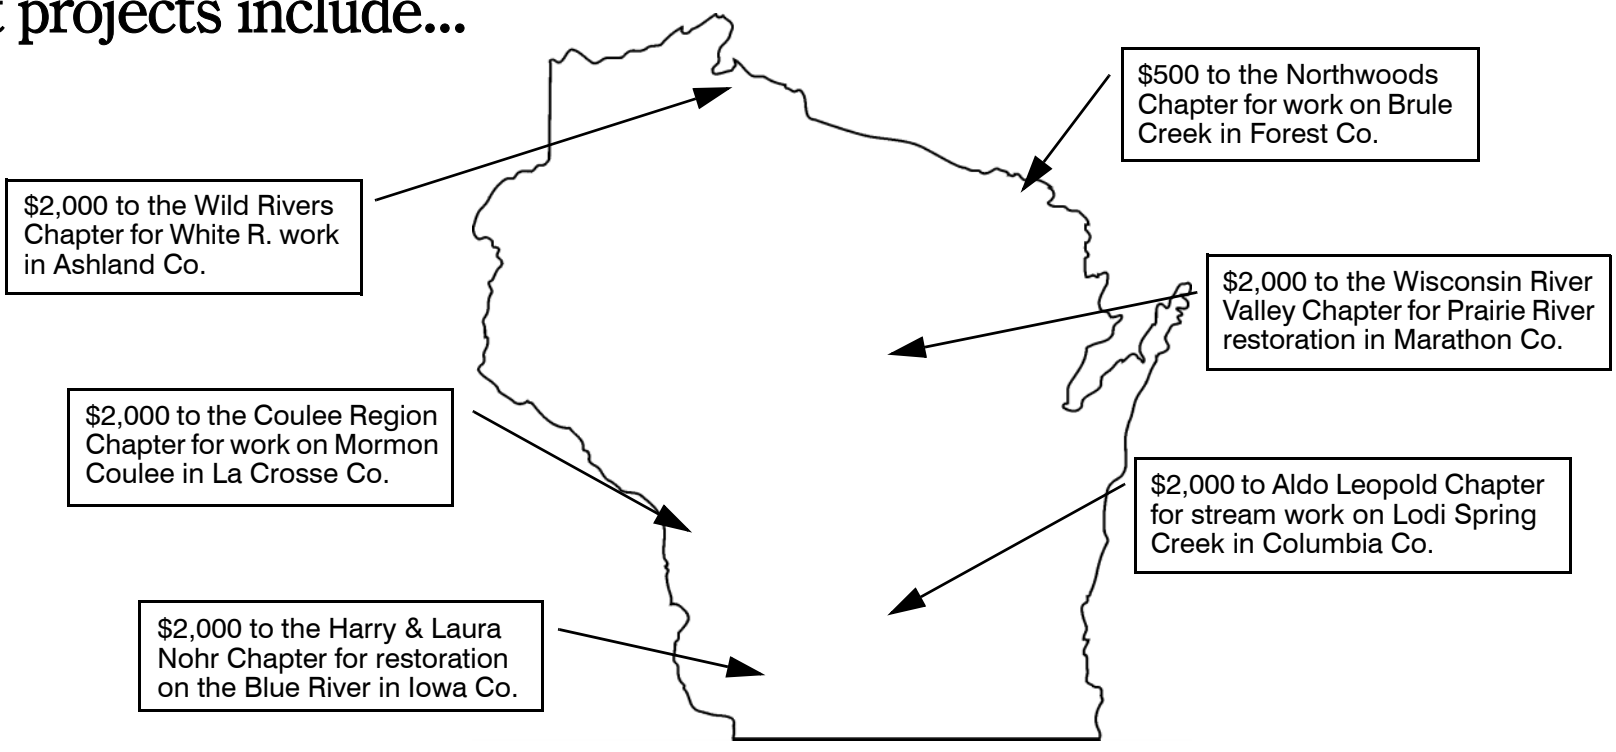 projects include...
$500 to the Northwoods
Chapter for work on Brule
Creek in Forest Co.
$2,000 to the Wild Rivers
Chapter for White R. work
in Ashland Co.
$2,000 to the Wisconsin River
Valley Chapter for Prairie River
restoration in Marathon Co.
$2,000 to the Coulee Region
Chapter for work on Mormon
Coulee in La Crosse Co.
$2,000 to Aldo Leopold Chapter
for stream work on Lodi Spring
Creek in Columbia Co.
$2,000 to the Harry & Laura
Nohr Chapter for restoration
on the Blue River in Iowa Co.